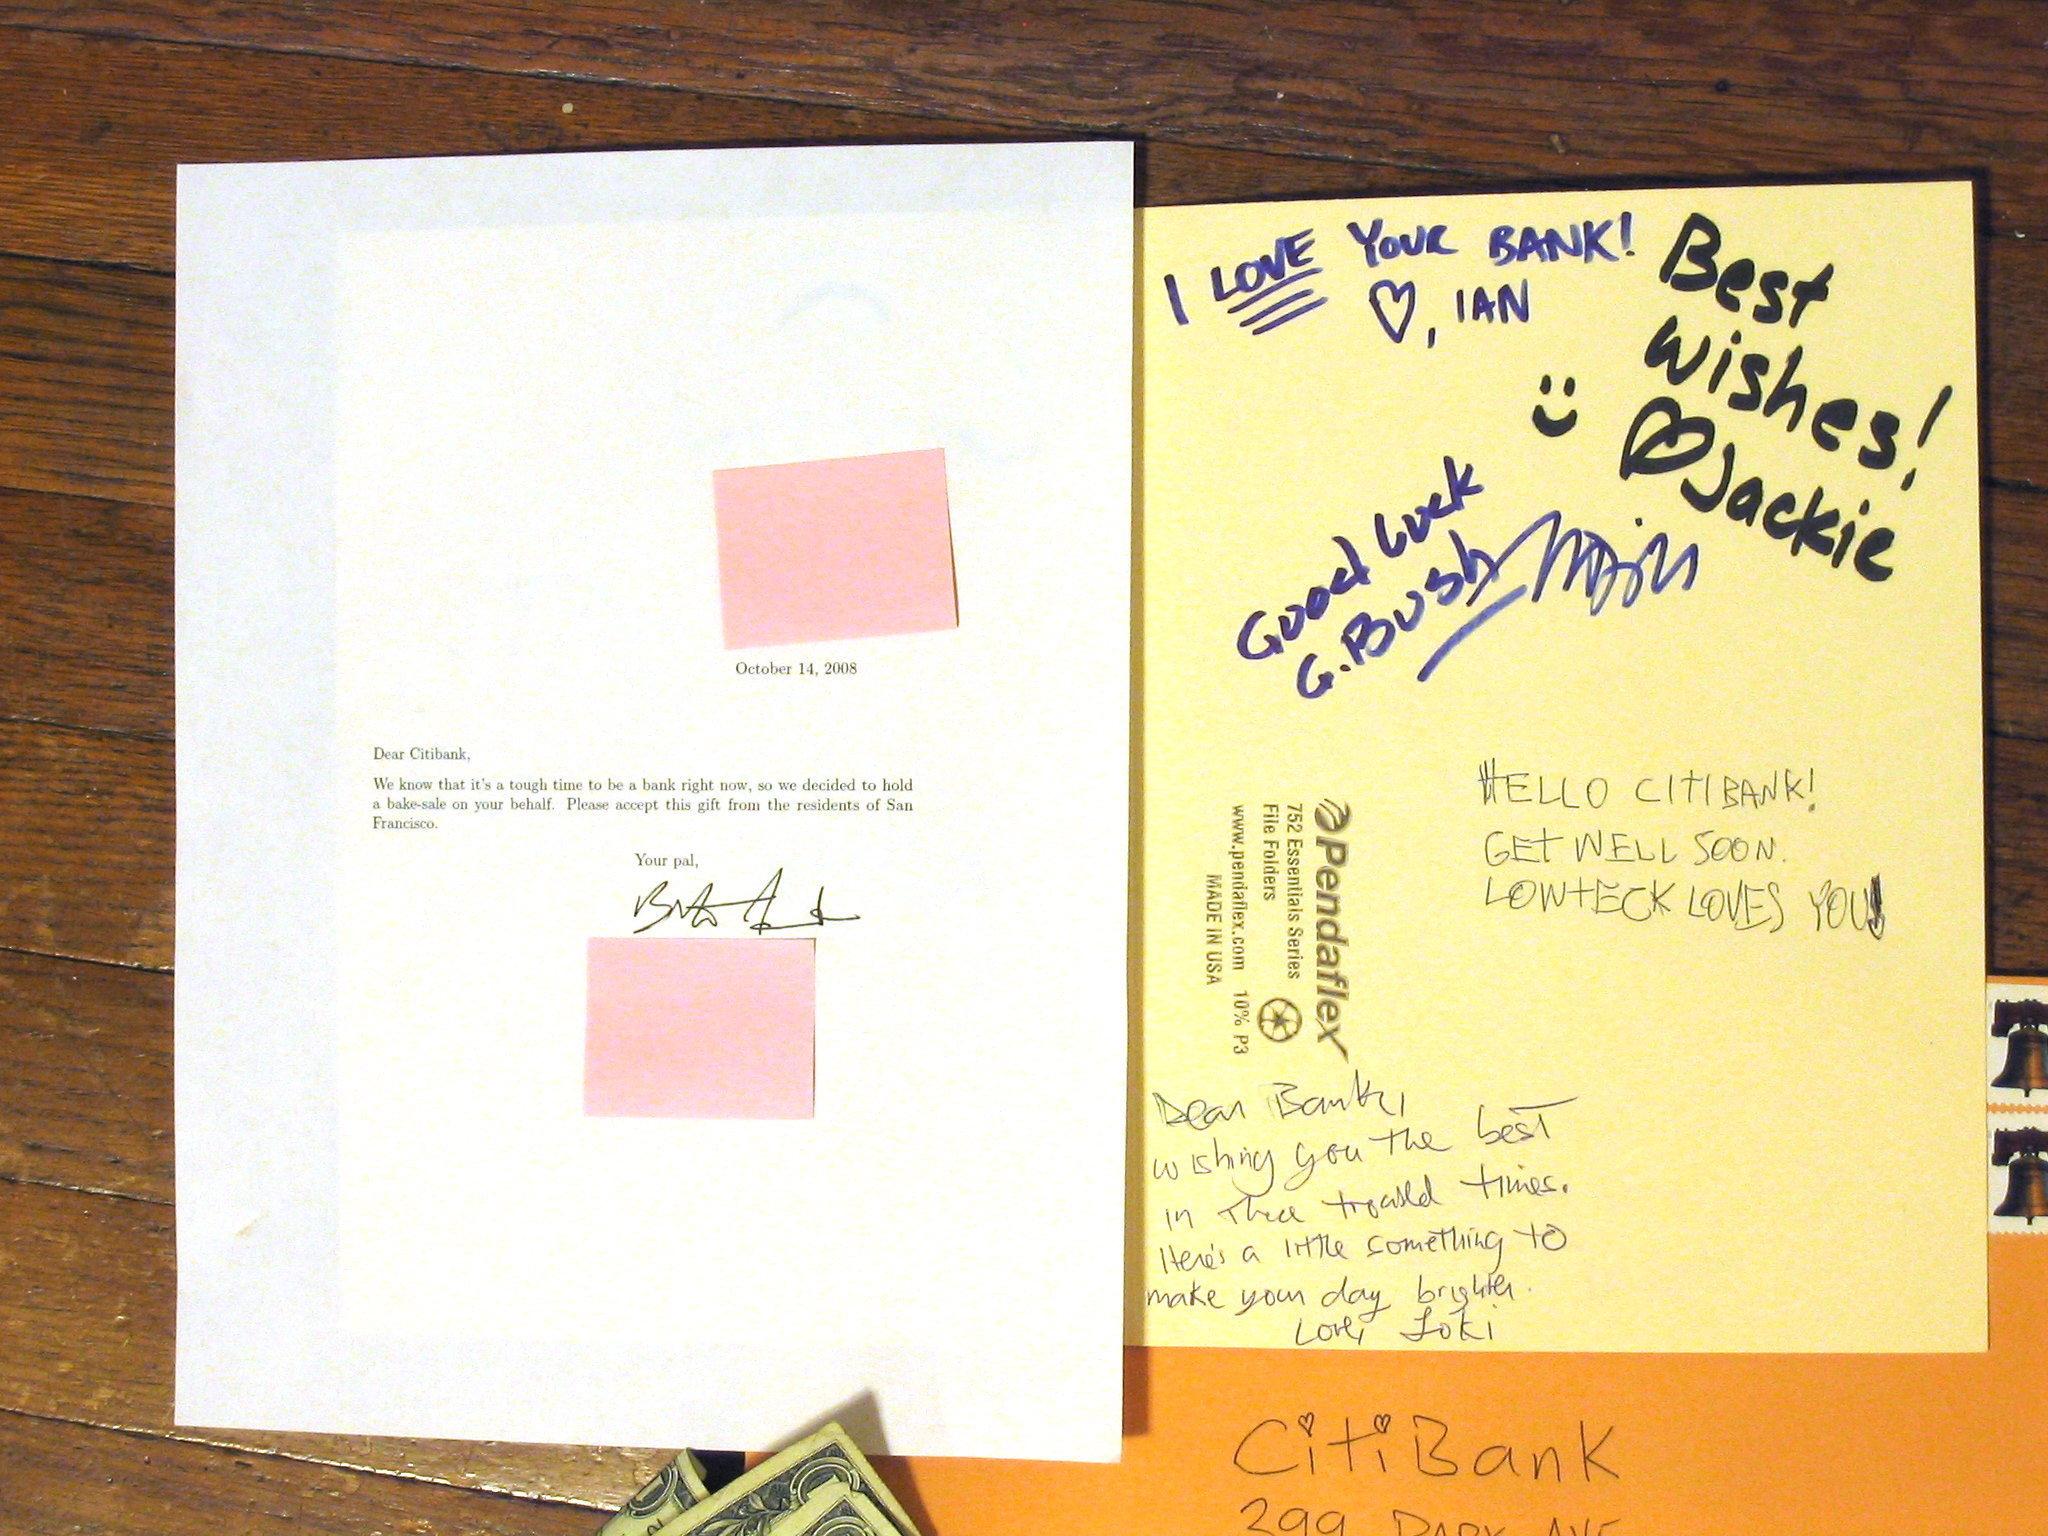 October 14, 2008
Dear Citibank,
We know that it's a tough time to be a bank right now, so we decided to hold
a bake-sale on your behalf. Please accept this gift from the residents of San
Francisco.
Your pal,
I LOVE YOUR BANK!
♡, IAN
Best
Wishes!
♡ Jackie
Good Luck
G. Bush
HELLO CITIBANK!
GET WELL SOON.
LOWTECK LOVES YOU!
Pendaflex
752 Essentials Series
File Folders
www.pendaflex.com 10% P3
MADE IN USA
Dear Bank,
wishing you the best
in these troubld times.
Here's a little something to
make your day brighter.
Love, Loki
CitiBank
399 PARK AVE